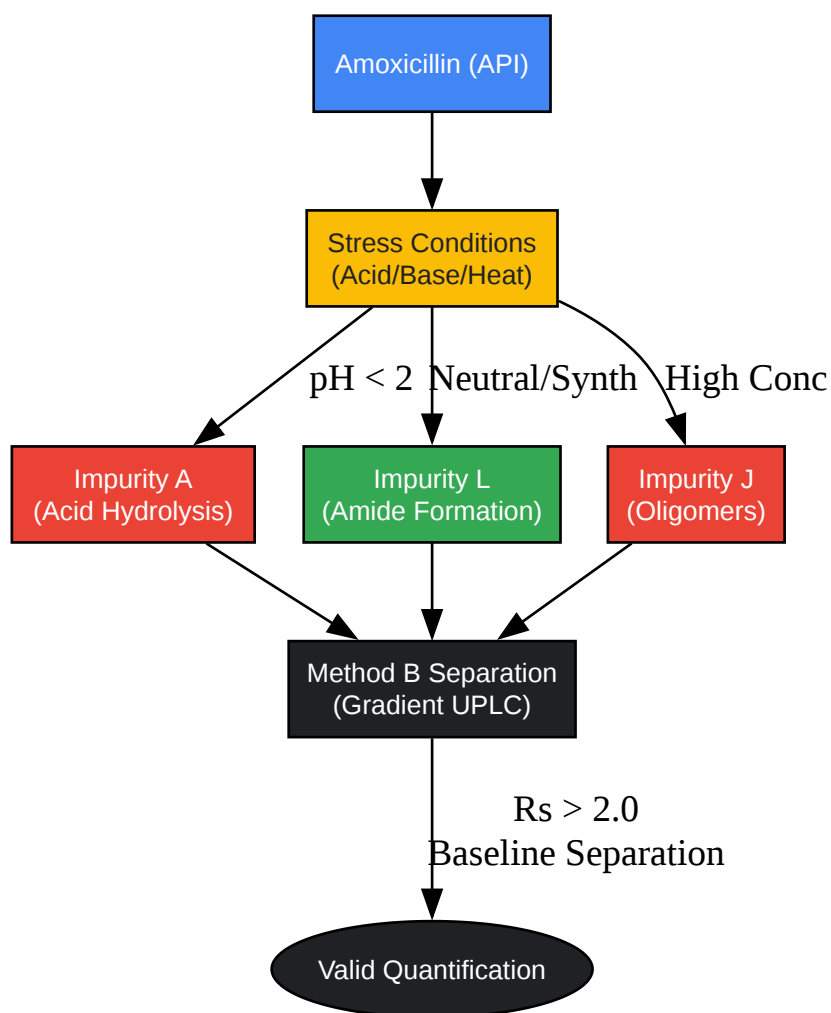 Amoxicillin (API)
Stress Conditions
(Acid/Base/Heat)
pH < 2
Neutral/Synth
High Conc
Impurity A
(Acid Hydrolysis)
Impurity L
(Amide Formation)
Impurity J
(Oligomers)
Method B Separation
(Gradient UPLC)
Rs > 2.0
Baseline Separation
Valid Quantification